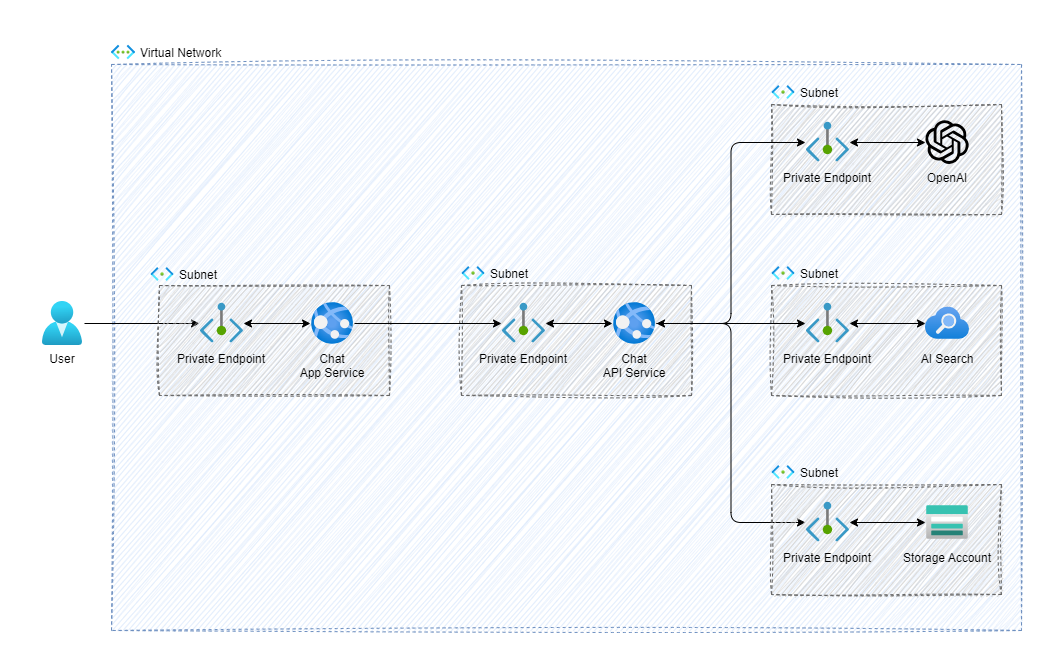 Virtual Network
Subnet
Private Endpoint
OpenAI
Subnet
Subnet
Subnet
User
Private Endpoint
Chat
App Service
Private Endpoint
Chat
API Service
Private Endpoint
AI Search
Subnet
Private Endpoint
Storage Account